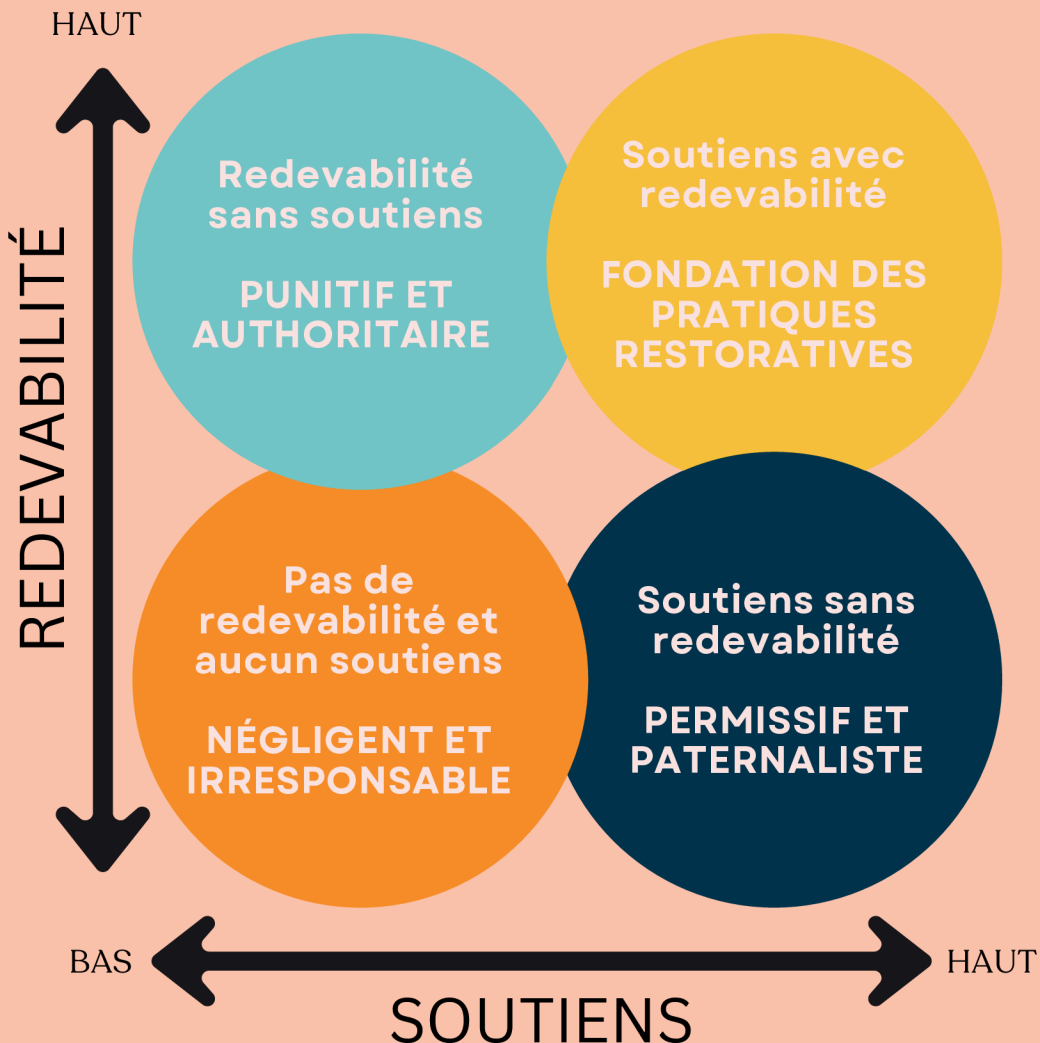 HAUT
REDEVABILITÉ
Redevabilité
sans soutiens
PUNITIF ET
AUTHORITAIRE
Soutiens avec
redevabilité
FONDATION DES
PRATIQUES
RESTORATIVES
Pas de
redevabilité et
aucun soutiens
NÉGLIGENT ET
IRRESPONSABLE
Soutiens sans
redevabilité
PERMISSIF ET
PATERNALISTE
BAS
HAUT
SOUTIENS